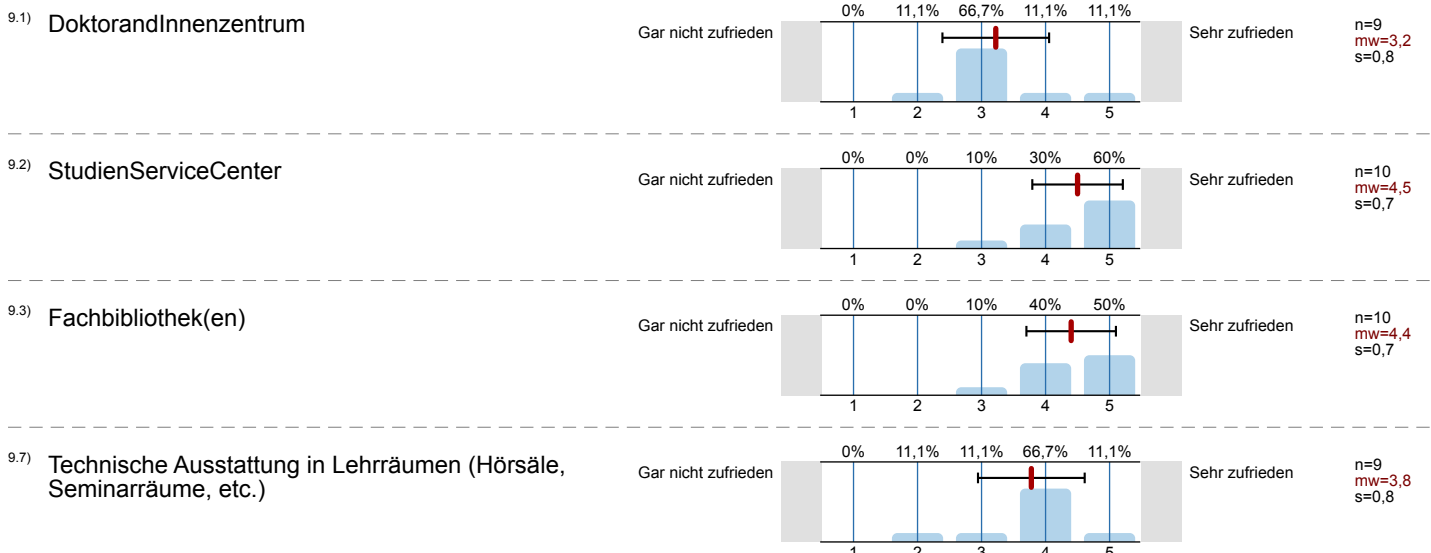 9.1) DoktorandInnenzentrum
Gar nicht zufrieden
0% 11,1% 66,7% 11,1% 11,1%
1 2 3 4 5
Sehr zufrieden
n=9
mw=3,2
s=0,8
9.2) StudienServiceCenter
Gar nicht zufrieden
0% 0% 10% 30% 60%
1 2 3 4 5
Sehr zufrieden
n=10
mw=4,5
s=0,7
9.3) Fachbibliothek(en)
Gar nicht zufrieden
0% 0% 10% 40% 50%
1 2 3 4 5
Sehr zufrieden
n=10
mw=4,4
s=0,7
9.7) Technische Ausstattung in Lehrräumen (Hörsäle,
Seminarräume, etc.)
Gar nicht zufrieden
0% 11,1% 11,1% 66,7% 11,1%
1 2 3 4 5
Sehr zufrieden
n=9
mw=3,8
s=0,8